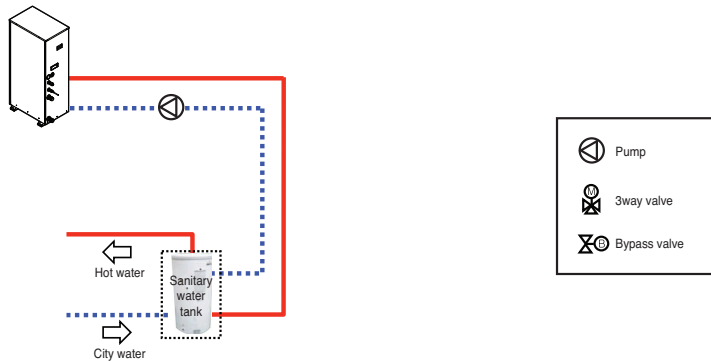 Pump
M
3way valve
B
Bypass valve
Hot water
Sanitary
water
tank
City water